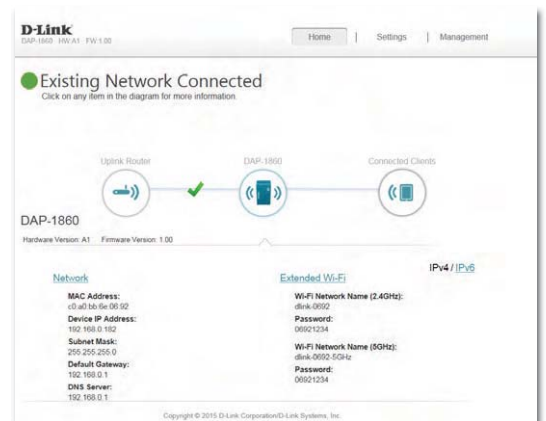 D-Link
DAP-1860 HW:A1 FW:1.00
Home | Settings | Management
Existing Network Connected
Click on any item in the diagram for more information.
Uplink Router
DAP-1860
Connected Clients
DAP-1860
Hardware Version: A1 Firmware Version: 1.00
IPv4 / IPv6
Network
MAC Address:
c0:a0:bb:6e:06:92
Device IP Address:
192.168.0.182
Subnet Mask:
255.255.255.0
Default Gateway:
192.168.0.1
DNS Server:
192.168.0.1
Extended Wi-Fi
Wi-Fi Network Name (2.4GHz):
dlink-0692
Password:
06921234
Wi-Fi Network Name (5GHz):
dlink-0692-5GHz
Password:
06921234
Copyright © 2015 D-Link Corporation/D-Link Systems, Inc.